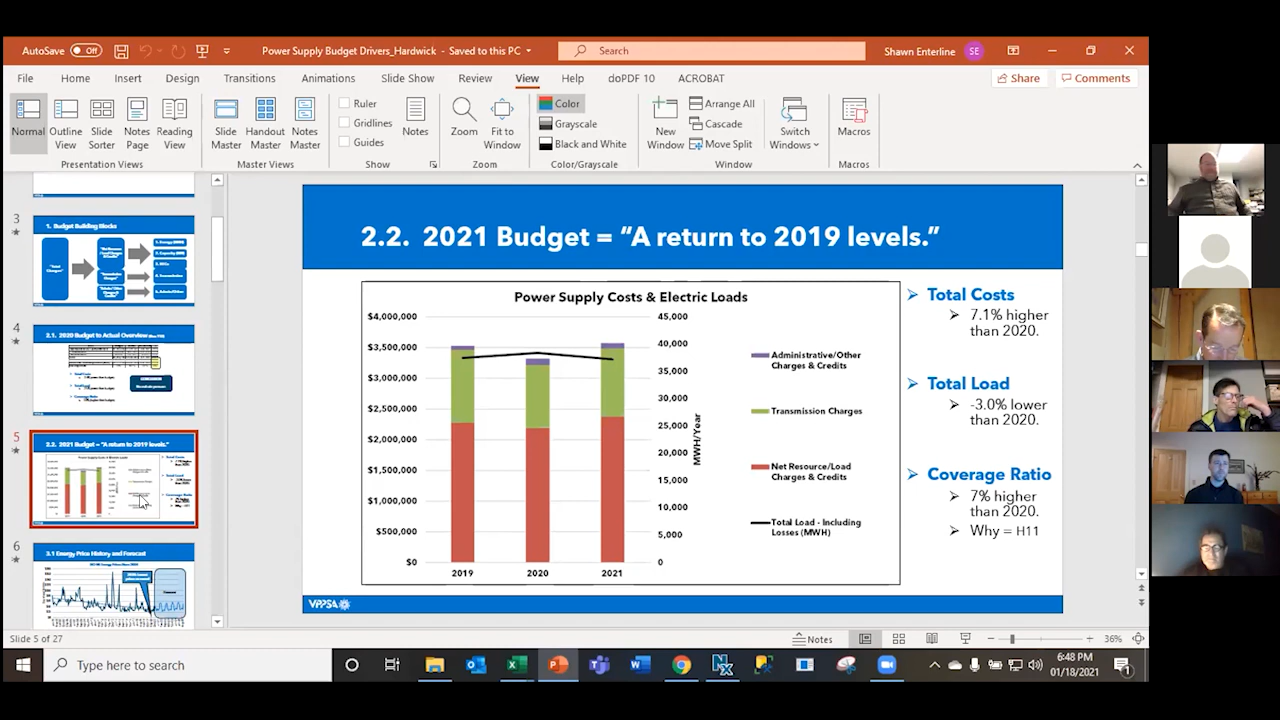 AutoSave Off
Power Supply Budget Drivers_Hardwick - Saved to this PC
Search
Shawn Enterline SE
File Home Insert Design Transitions Animations Slide Show Review View Help doPDF 10 ACROBAT
Share Comments
Normal
Outline View
Slide Sorter
Notes Page
Reading View
Presentation Views
Slide Master
Handout Master
Notes Master
Master Views
Ruler
Gridlines
Guides
Show
Notes
Zoom
Fit to Window
Zoom
Color
Grayscale
Black and White
Color/Grayscale
New Window
Arrange All
Cascade
Move Split
Window
Switch Windows
Macros
Macros
3
1. Budget Building Blocks
4
2.1. 2020 Budget to Actual Overview
5
2.2. 2021 Budget = "A return to 2019 levels."
6
3.1 Energy Price History and Forecast
2.2. 2021 Budget = “A return to 2019 levels.”
Power Supply Costs & Electric Loads
$4,000,000
$3,500,000
$3,000,000
$2,500,000
$2,000,000
$1,500,000
$1,000,000
$500,000
$0
2019 2020 2021
45,000
40,000
35,000
30,000
25,000
20,000
15,000
10,000
5,000
0
MWH/Year
Administrative/Other
Charges & Credits
Transmission Charges
Net Resource/Load
Charges & Credits
Total Load - Including
Losses (MWH)
Total Costs
7.1% higher
than 2020.
Total Load
-3.0% lower
than 2020.
Coverage Ratio
7% higher
than 2020.
Why = H11
VPPSA
Slide 5 of 27
Notes
36%
Type here to search
6:48 PM
01/18/2021